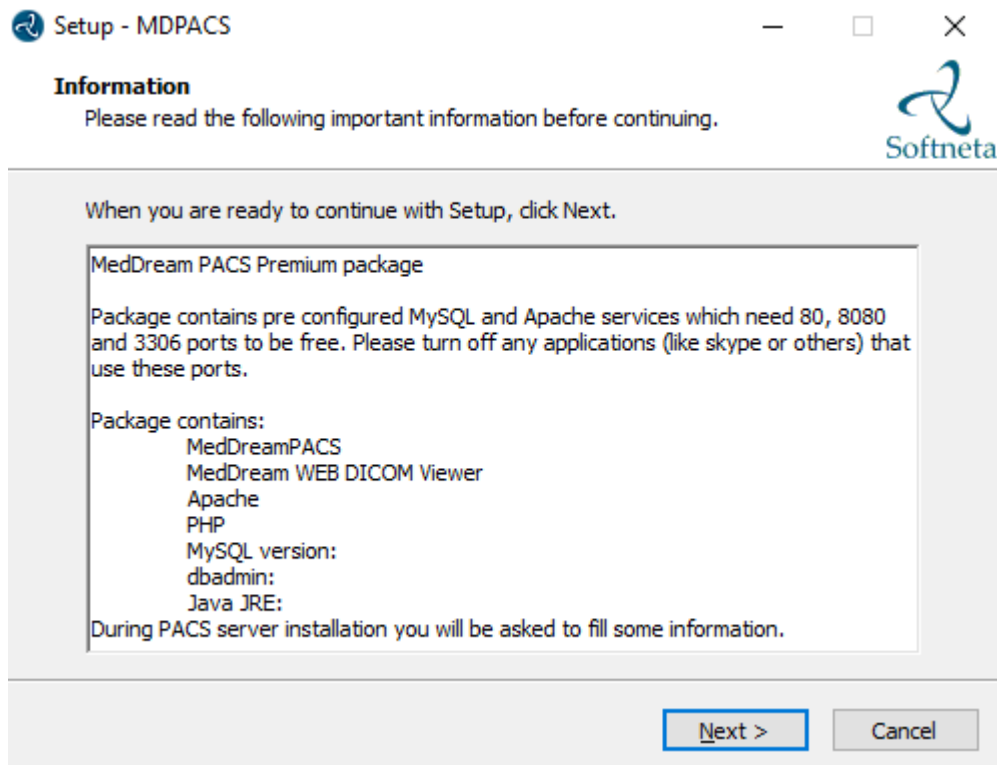 Setup - MDPACS
Information
Please read the following important information before continuing.
Softneta
When you are ready to continue with Setup, click Next.
MedDream PACS Premium package
Package contains pre configured MySQL and Apache services which need 80, 8080
and 3306 ports to be free. Please turn off any applications (like skype or others) that
use these ports.
Package contains:
MedDreamPACS
MedDream WEB DICOM Viewer
Apache
PHP
MySQL version:
dbadmin:
Java JRE:
During PACS server installation you will be asked to fill some information.
Next >
Cancel